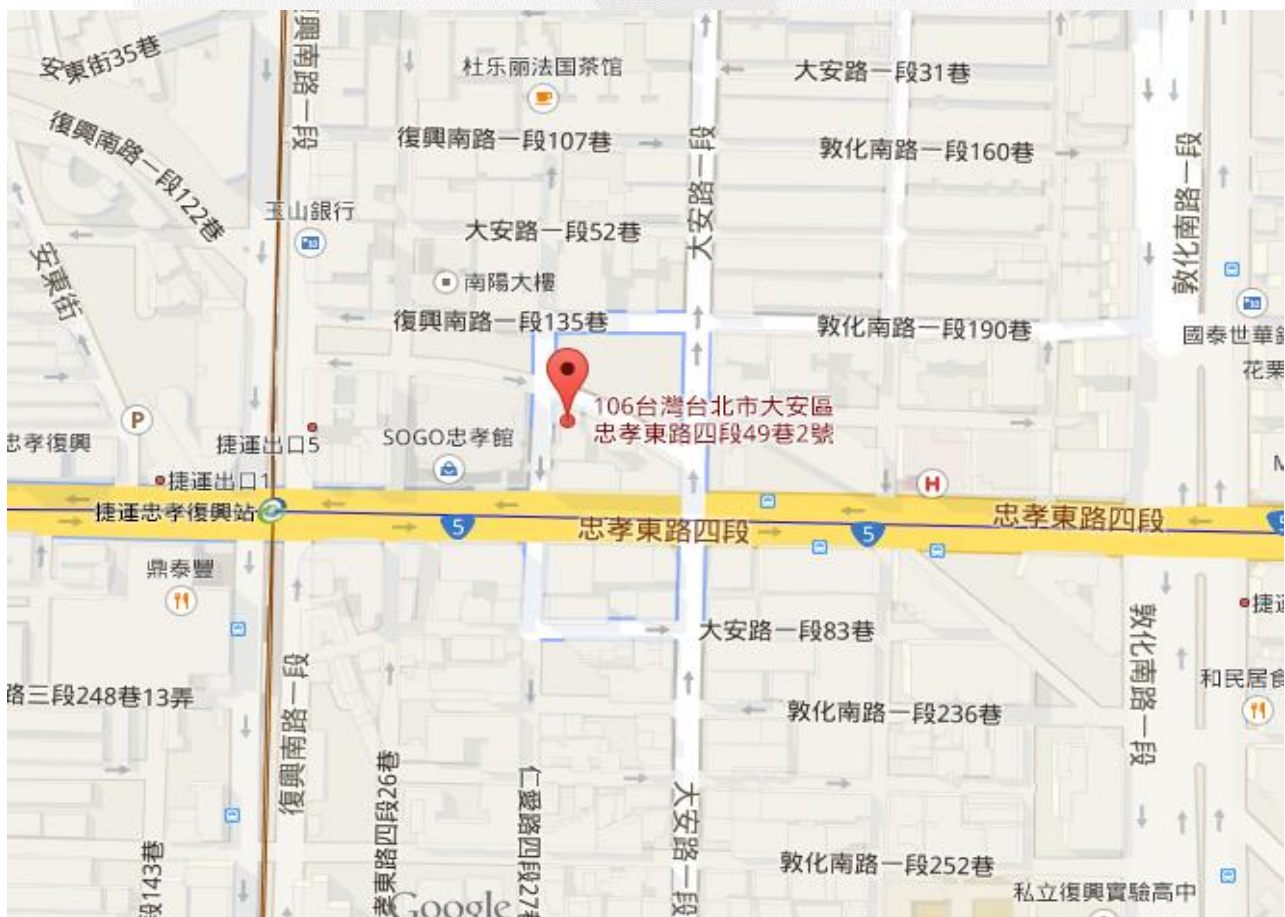 東街35巷
復興南路一段
杜乐丽法国茶馆
大安路一段31巷
復興南路一段122巷
復興南路一段107巷
大安路一段
敦化南路一段160巷
敦化南路一段
玉山銀行
大安路一段52巷
安東街
南陽大樓
復興南路一段135巷
敦化南路一段190巷
國泰世華
花栗
106台灣台北市大安區
忠孝東路四段49巷2號
P
忠孝復興
捷運出口5
SOGO忠孝館
捷運出口1
H
M
捷運忠孝復興站
5
忠孝東路四段
5
忠孝東路四段
5
鼎泰豐
捷運
大安路一段83巷
敦化南路一段
復興南路一段
和民居食
路三段248巷13弄
敦化南路一段236巷
孝東路四段26巷
仁愛路四段27巷
大安路一段
段143巷
敦化南路一段252巷
私立復興實驗高中
Google